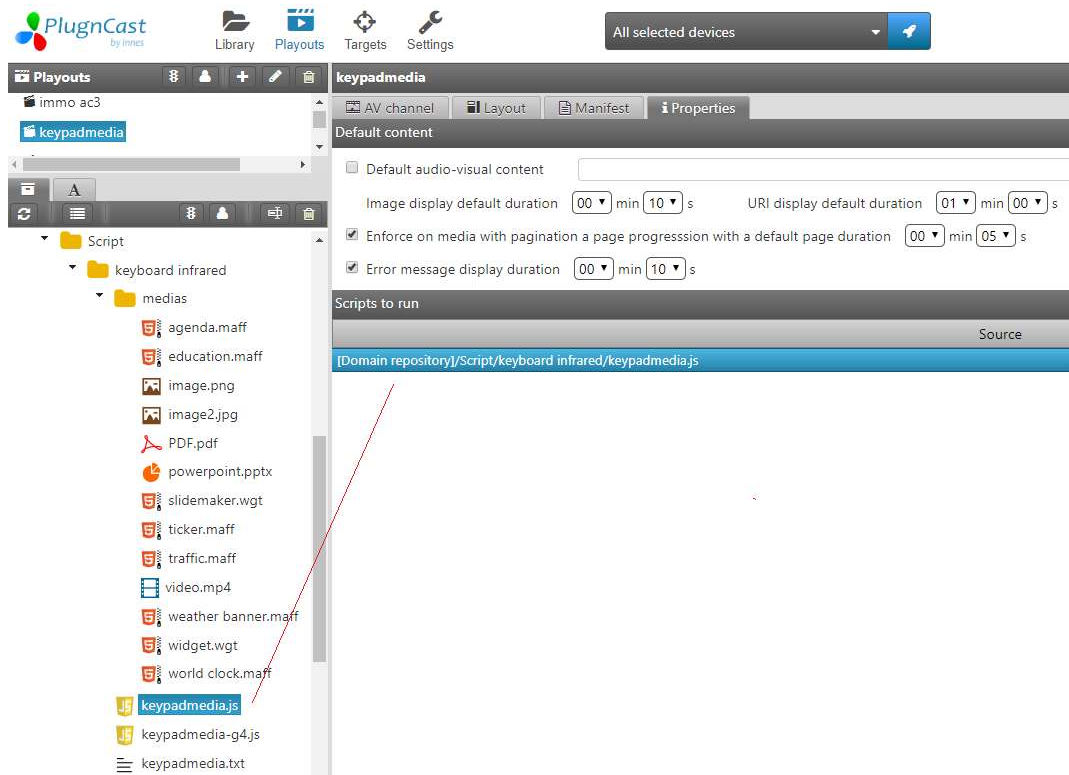 PlugnCast
by innes
Library
Playouts
Targets
Settings
All selected devices
Playouts
immo ac3
keypadmedia
A
Script
keyboard infrared
medias
agenda.maff
education.maff
image.png
image2.jpg
PDF.pdf
powerpoint.pptx
slidemaker.wgt
ticker.maff
traffic.maff
video.mp4
weather banner.maff
widget.wgt
world clock.maff
keypadmedia.js
keypadmedia-g4.js
keypadmedia.txt
keypadmedia
AV channel Layout Manifest Properties
Default content
Default audio-visual content
Image display default duration 00 min 10 s URI display default duration 01 min 00 s
Enforce on media with pagination a page progresssion with a default page duration 00 min 05 s
Error message display duration 00 min 10 s
Scripts to run
Source
[Domain repository]/Script/keyboard infrared/keypadmedia.js